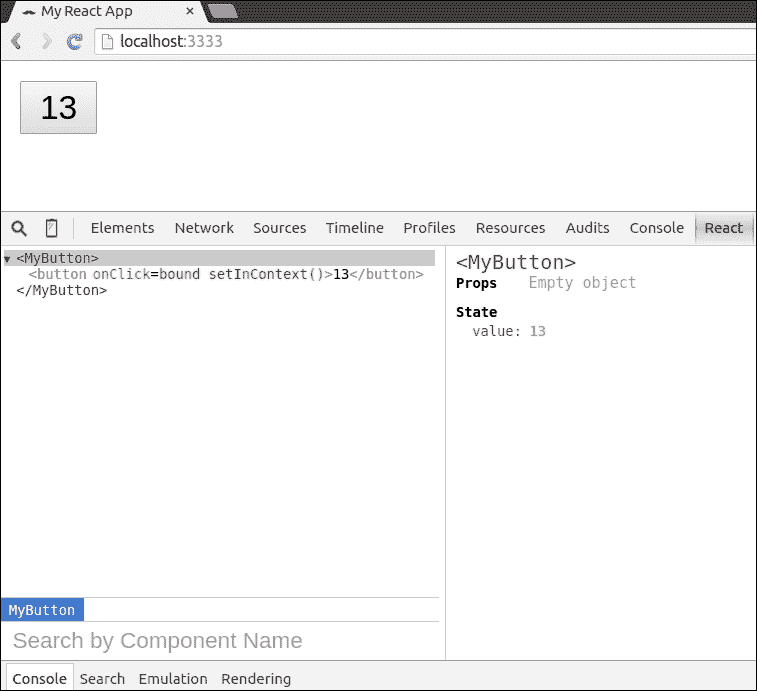 My React App ×
localhost:3333
13
Elements Network Sources Timeline Profiles Resources Audits Console React
<MyButton>
<button onClick=bound setInContext()>13</button>
</MyButton>
<MyButton>
Props Empty object
State
value: 13
MyButton
Search by Component Name
Console Search Emulation Rendering